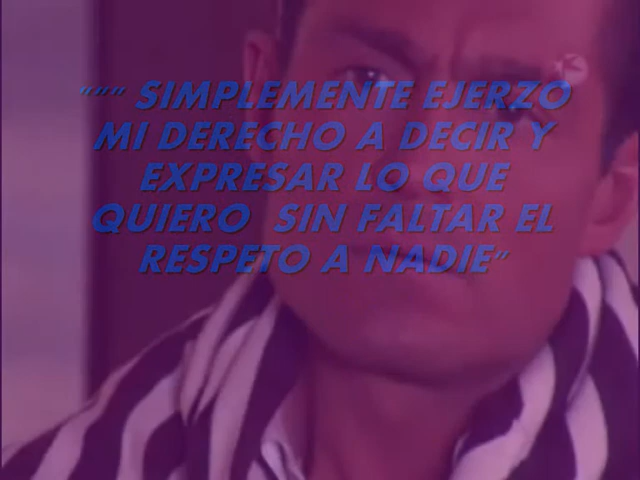 """ SIMPLEMENTE EJERZO
MI DERECHO A DECIR Y
EXPRESAR LO QUE
QUIERO SIN FALTAR EL
RESPETO A NADIE"